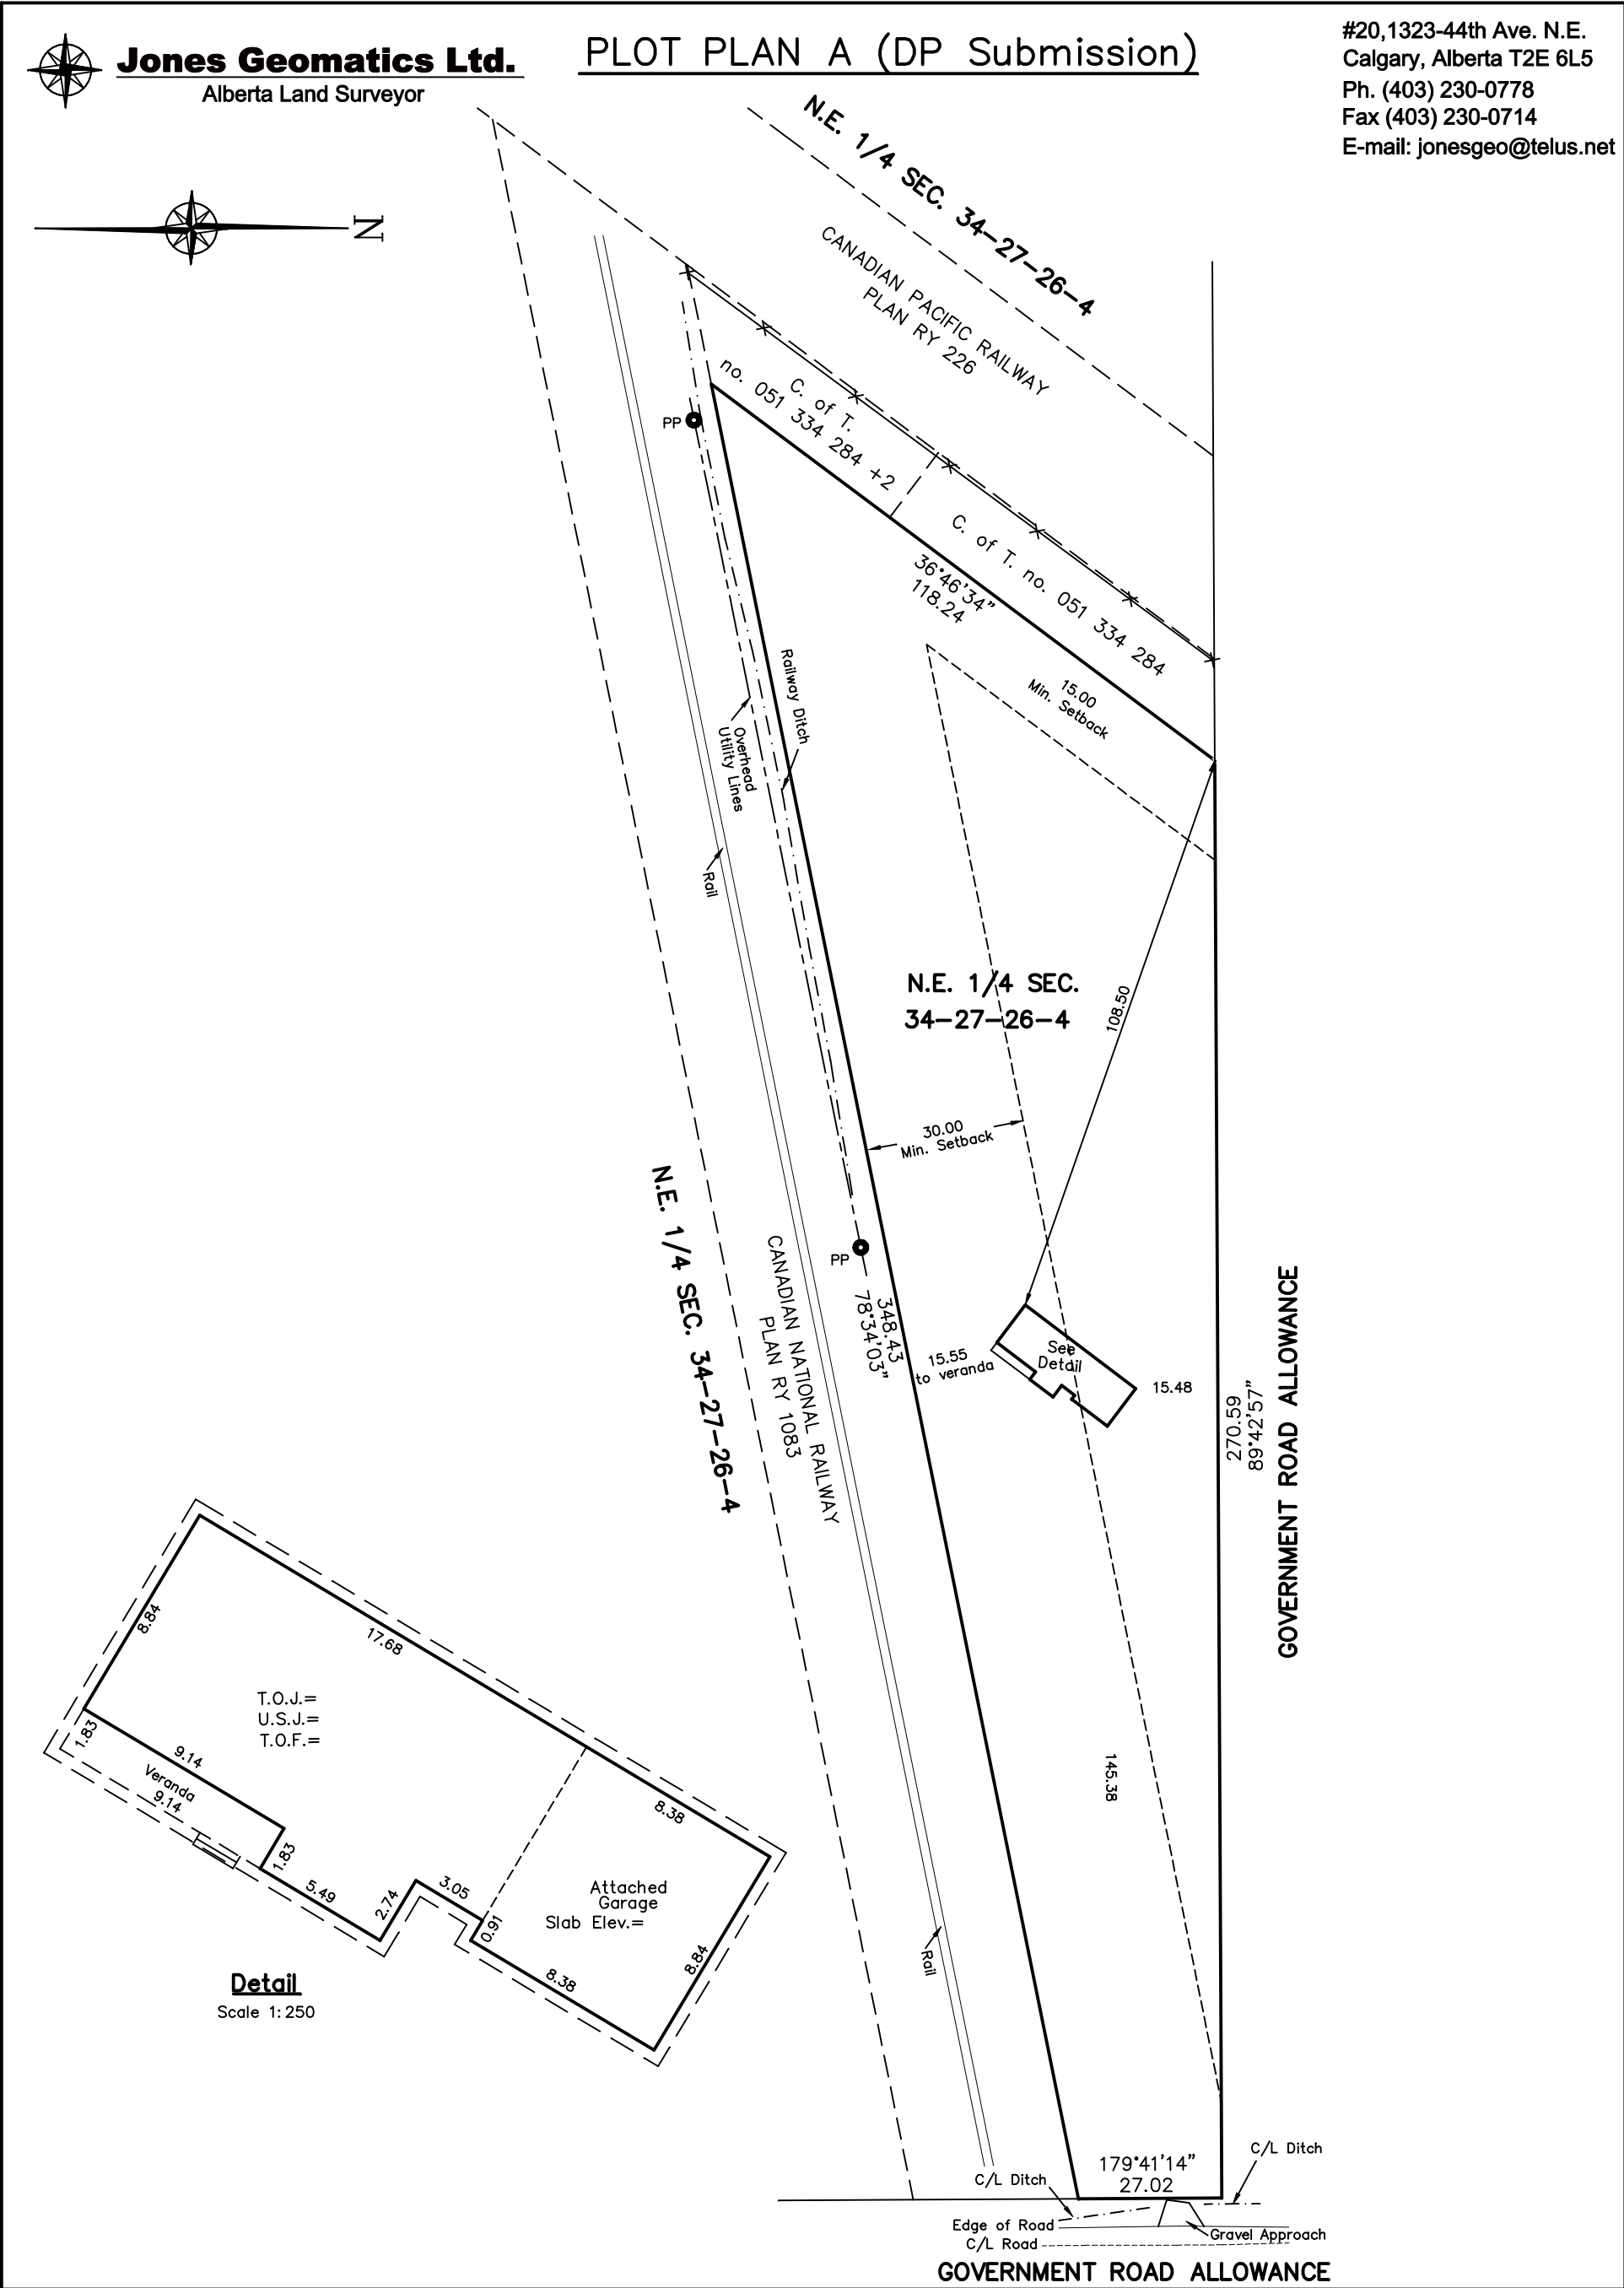 Jones Geomatics Ltd.
Alberta Land Surveyor
PLOT PLAN A (DP Submission)
#20,1323-44th Ave. N.E.
Calgary, Alberta T2E 6L5
Ph. (403) 230-0778
Fax (403) 230-0714
E-mail: jonesgeo@telus.net
N
N.E. 1/4 SEC. 34-27-26-4
CANADIAN PACIFIC RAILWAY
PLAN RY 226
C. of T.
no. 051 334 284 +2
C. of T. no. 051 334 284
PP
36°46'34"
118.24
15.00
Min. Setback
Railway Ditch
Overhead
Utility Lines
Rail
N.E. 1/4 SEC.
34-27-26-4
108.50
30.00
Min. Setback
N.E. 1/4 SEC. 34-27-26-4
CANADIAN NATIONAL RAILWAY
PLAN RY 1083
PP
348.43
78°34'03"
15.55
to veranda
See
Detail
15.48
270.59
89°42'57"
GOVERNMENT ROAD ALLOWANCE
8.84
17.68
T.O.J.=
U.S.J.=
T.O.F.=
1.83
9.14
Veranda
9.14
1.83
5.49
2.74
3.05
0.91
8.38
Attached
Garage
Slab Elev.=
8.38
8.84
Detail
Scale 1:250
145.38
Rail
179°41'14"
27.02
C/L Ditch
C/L Ditch
Edge of Road
C/L Road
Gravel Approach
GOVERNMENT ROAD ALLOWANCE